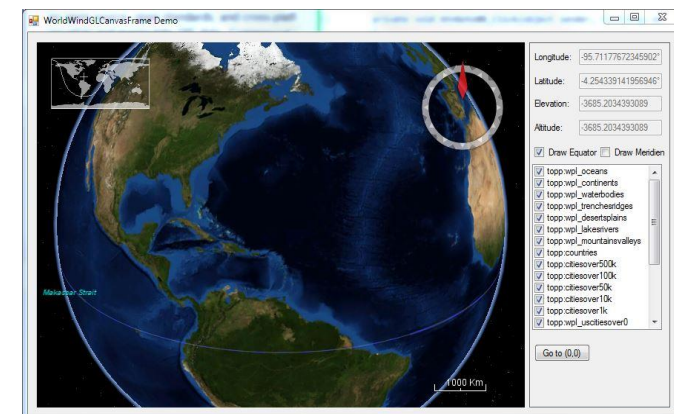 WorldWindGLCanvasFrame Demo
Longitude: -95.71177672345902°
Latitude: -4.254339141956946°
Elevation: -3685.2034393089
Altitude: -3685.2034393089
Draw Equator Draw Meridien
topp:wpl_oceans
topp:wpl_continents
topp:wpl_waterbodies
topp:wpl_trenchesridges
topp:wpl_desertsplains
topp:wpl_lakesrivers
topp:wpl_mountainsvalleys
topp:countries
topp:citiesover500k
topp:citiesover100k
topp:citiesover50k
topp:citiesover10k
topp:citiesover1k
topp:wpl_uscitiesover0
Makassar Strait
Go to (0,0)
1000 Km